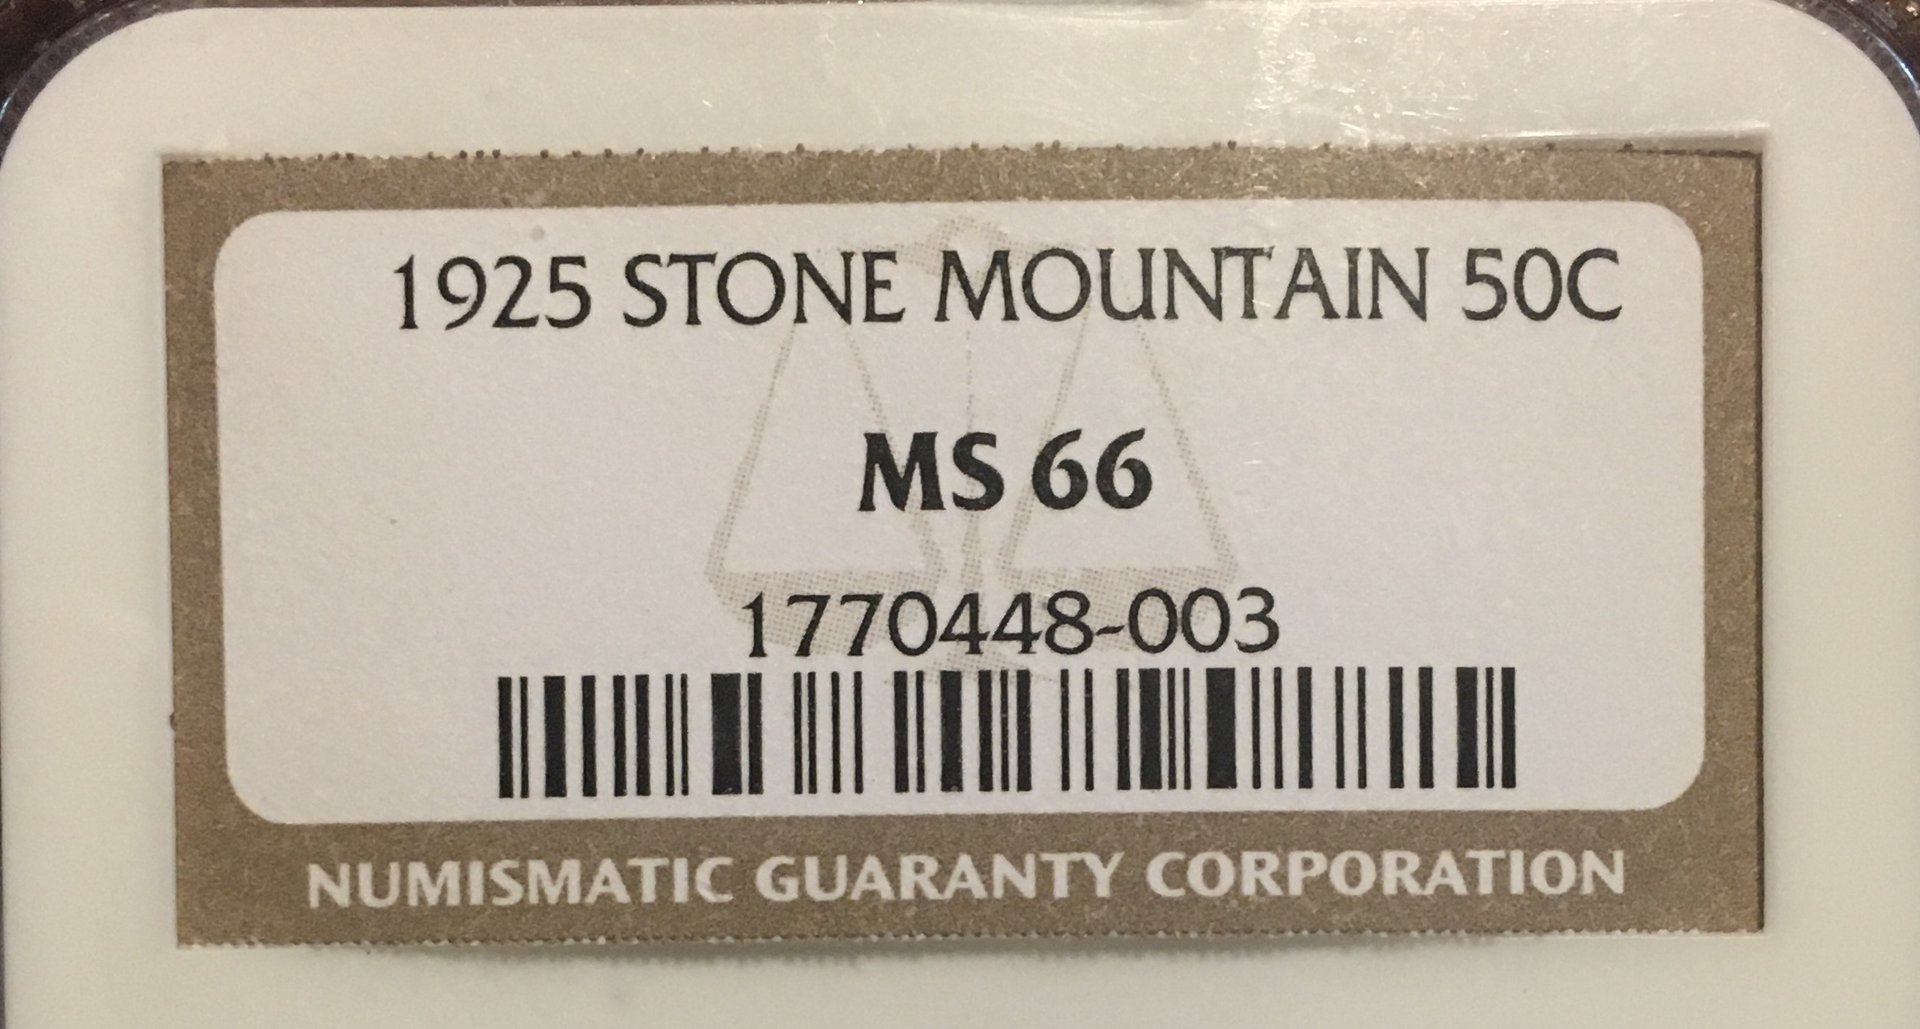 1925 STONE MOUNTAIN 50C
MS 66
1770448-003
NUMISMATIC GUARANTY CORPORATION